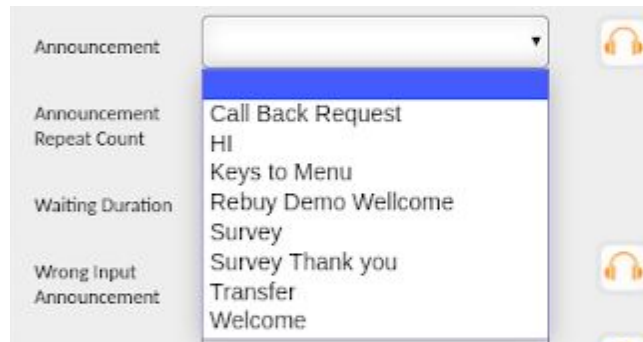 Announcement
Call Back Request
Announcement
Repeat Count
HI
Keys to Menu
Waiting Duration
Rebuy Demo Wellcome
Survey
Survey Thank you
Wrong Input
Announcement
Transfer
Welcome